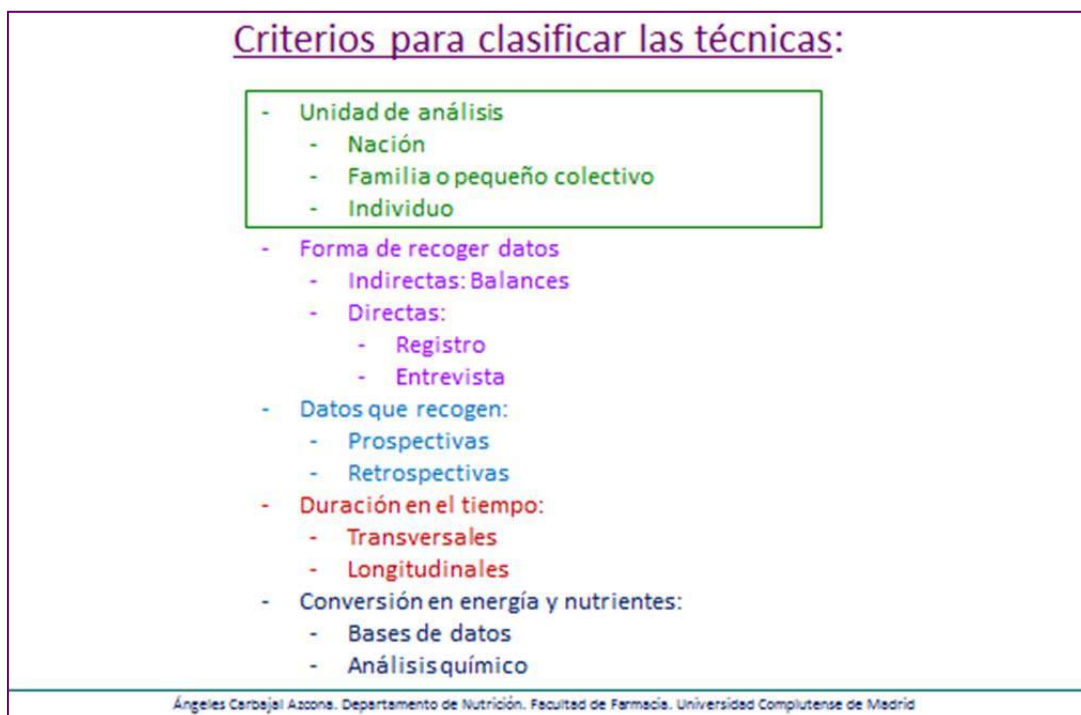 Criterios para clasificar las técnicas:
- Unidad de análisis
- Nación
- Familia o pequeño colectivo
- Individuo
- Forma de recoger datos
- Indirectas: Balances
- Directas:
- Registro
- Entrevista
- Datos que recogen:
- Prospectivas
- Retrospectivas
- Duración en el tiempo:
- Transversales
- Longitudinales
- Conversión en energía y nutrientes:
- Bases de datos
- Análisis químico
Ángeles Carbajal Azcona. Departamento de Nutrición. Facultad de Farmacia. Universidad Complutense de Madrid